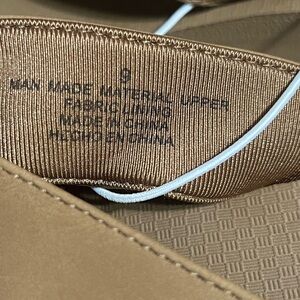 9
MAN MADE MATERIAL UPPER
FABRIC LINING
MADE IN CHINA
HECHO EN CHINA